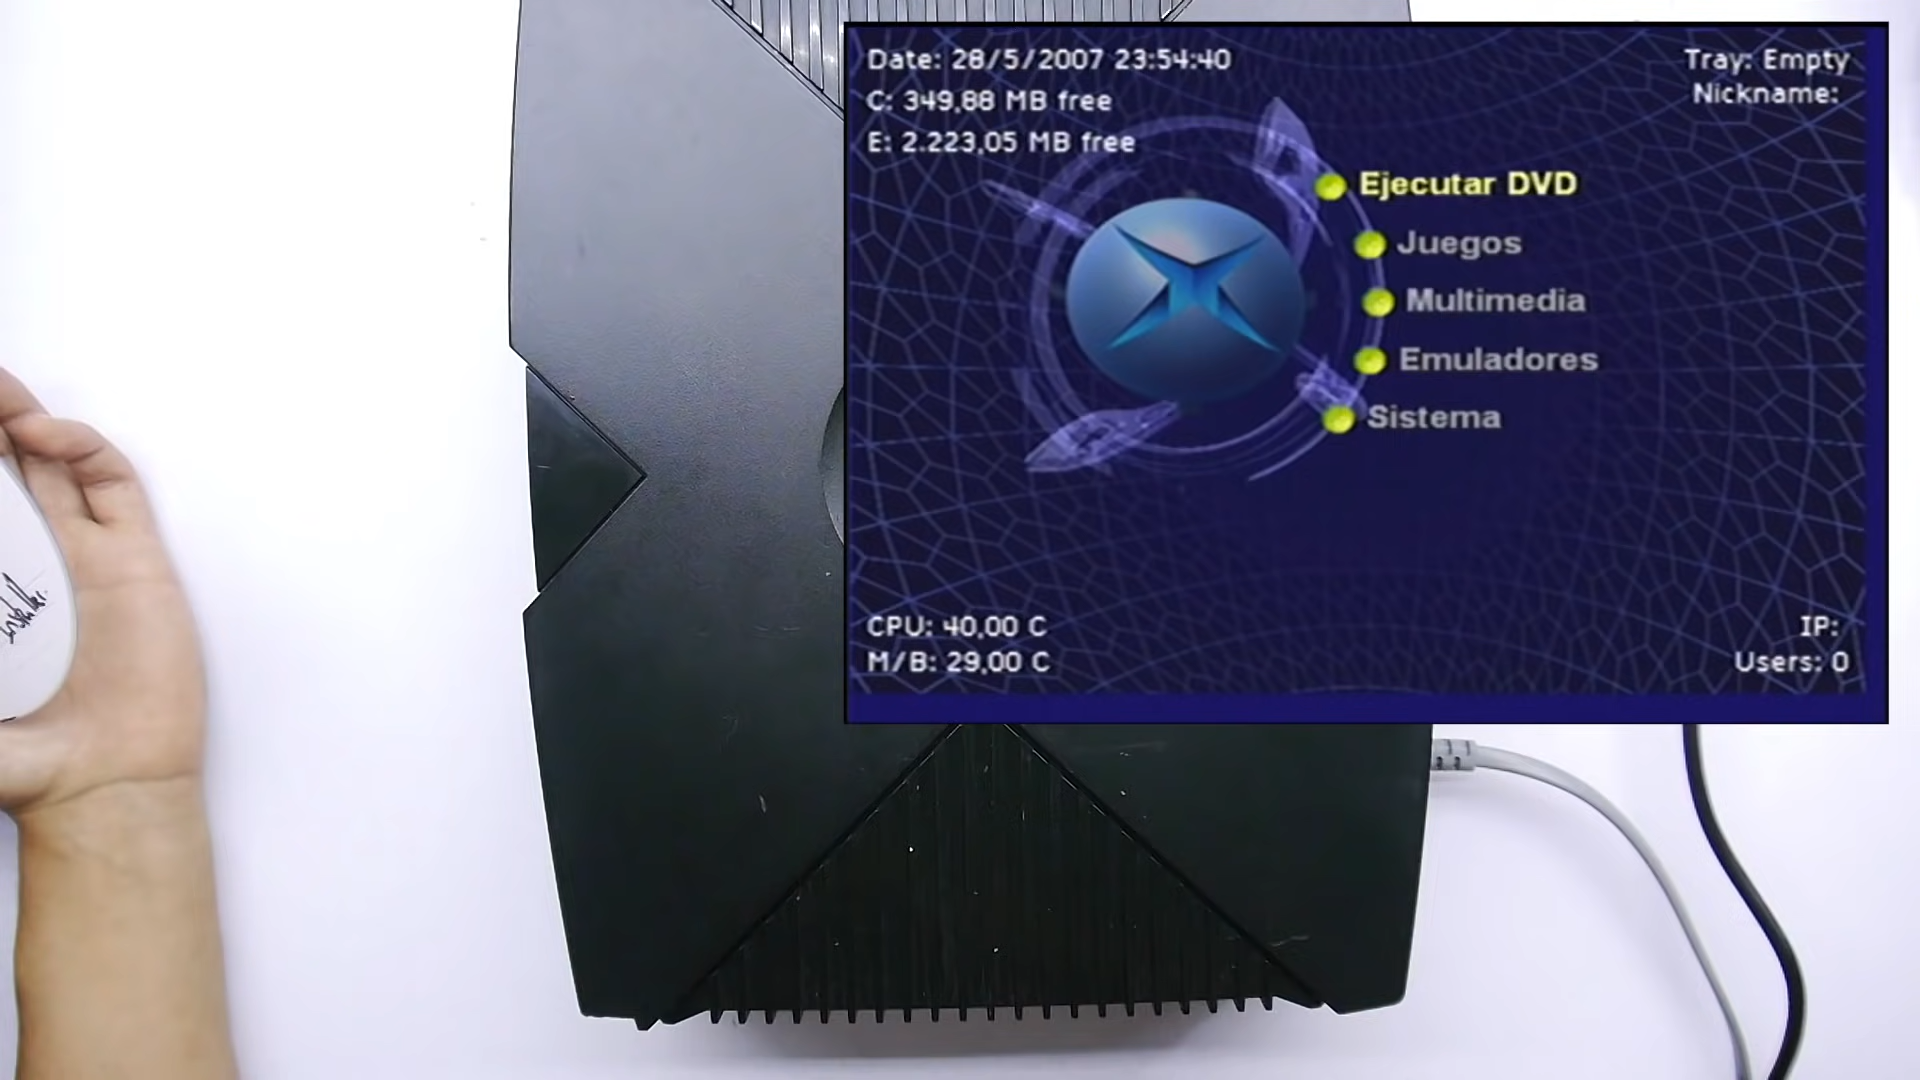 Date: 28/5/2007 23:54:40
C: 349,88 MB free
E: 2.223,05 MB free
Tray: Empty
Nickname:
Ejecutar DVD
Juegos
Multimedia
Emuladores
Sistema
CPU: 40,00 C
M/B: 29,00 C
IP:
Users: 0